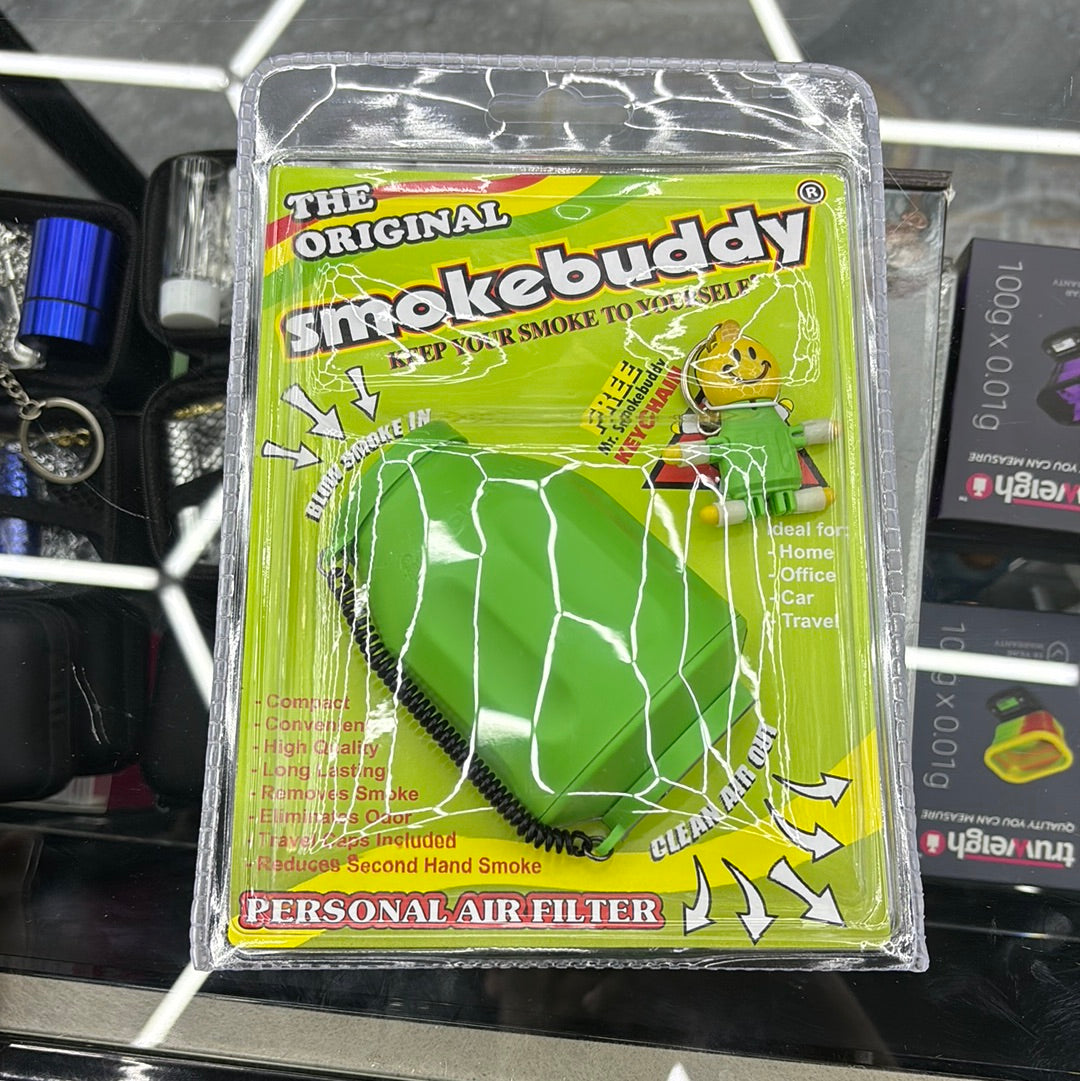 THE
ORIGINAL
smokebuddy®
KEEP YOUR SMOKE TO YOURSELF
BLOW SMOKE IN
FREE
Mr. Smokebuddy
KEYCHAIN
Ideal for:
- Home
- Office
- Car
- Travel
- Compact
- Convenient
- High Quality
- Long Lasting
- Removes Smoke
- Eliminates Odor
- Travel Caps Included
- Reduces Second Hand Smoke
CLEAN AIR OUT
PERSONAL AIR FILTER
100g x 0.01g
truweigh
QUALITY YOU CAN MEASURE
truweigh
YOU CAN MEASURE
x 0.01g